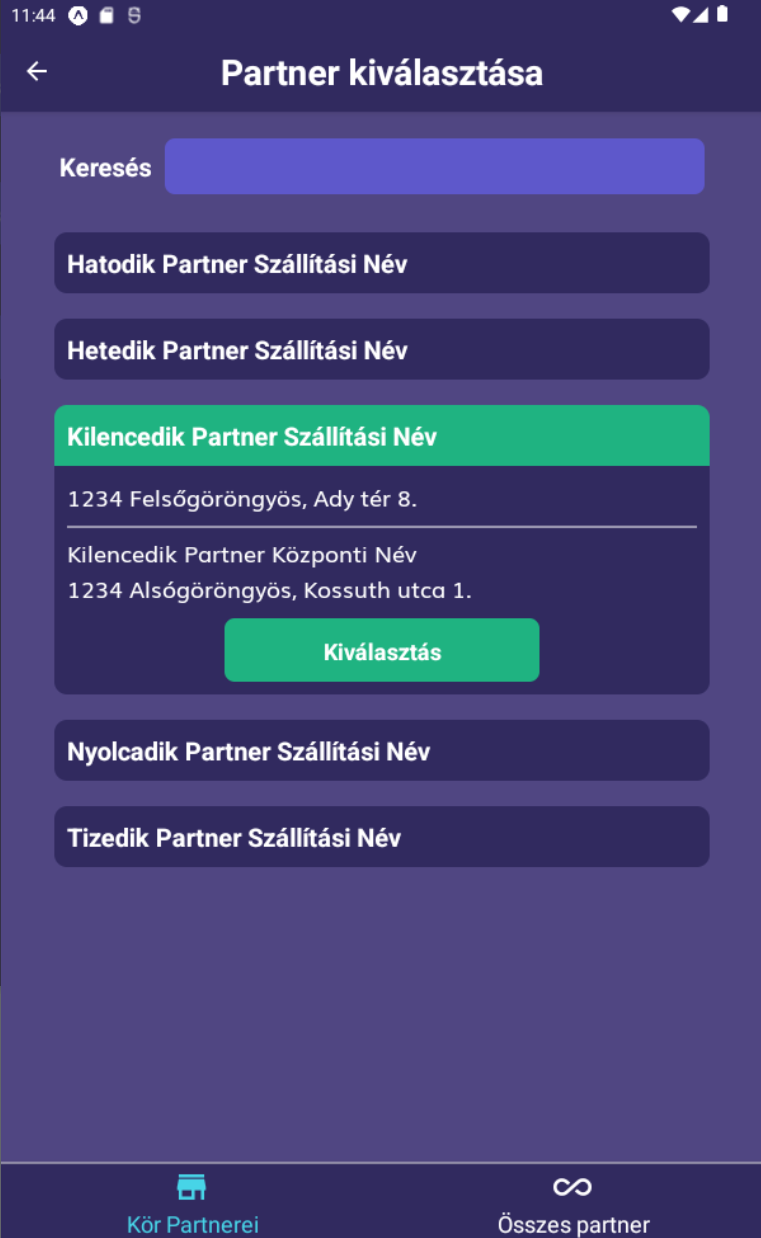 11:44
Partner kiválasztása
Keresés
Hatodik Partner Szállítási Név
Hetedik Partner Szállítási Név
Kilencedik Partner Szállítási Név
1234 Felsőgöröngyös, Ady tér 8.
Kilencedik Partner Központi Név
1234 Alsógöröngyös, Kossuth utca 1.
Kiválasztás
Nyolcadik Partner Szállítási Név
Tizedik Partner Szállítási Név
Kör Partnerei
Összes partner